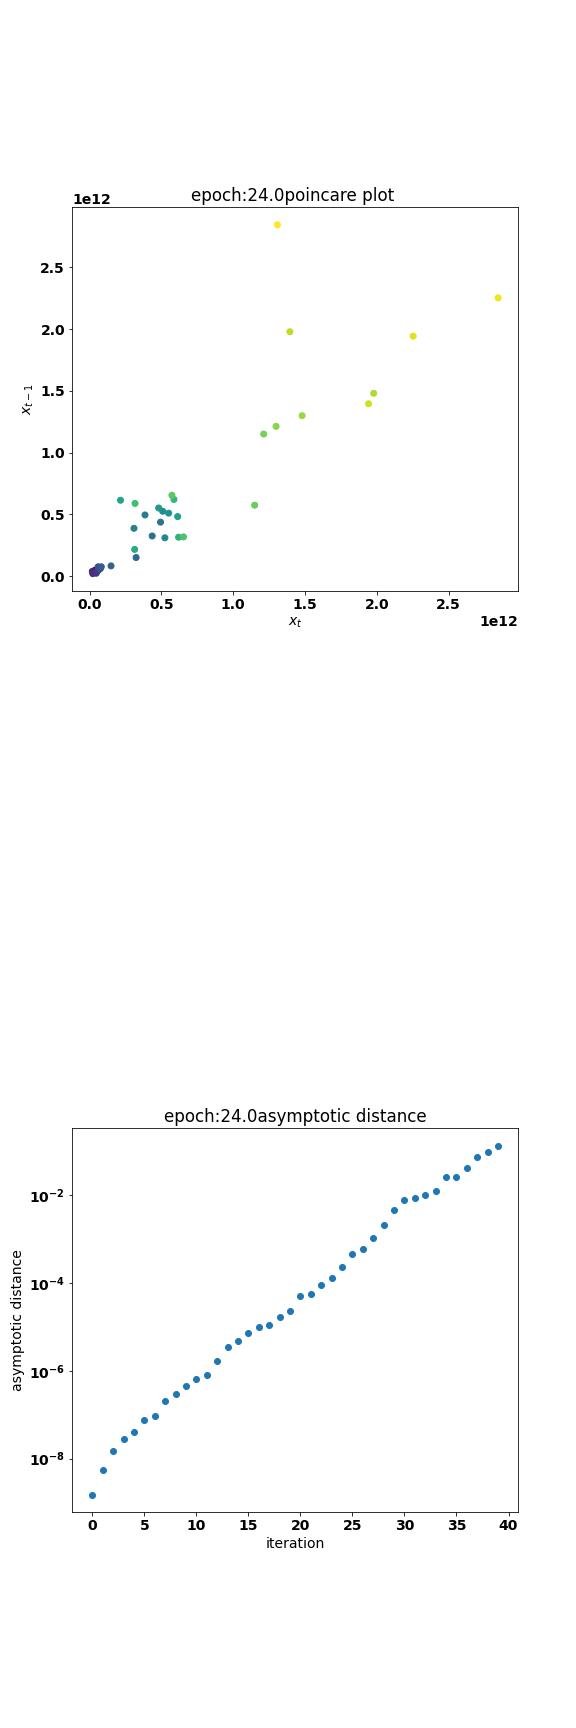 epoch:24.0poincare plot
1e12
2.5
2.0
1.5
1.0
0.5
0.0
x_{t-1}
0.0 0.5 1.0 1.5 2.0 2.5
x_t
1e12
epoch:24.0asymptotic distance
10^{-2}
10^{-4}
10^{-6}
10^{-8}
asymptotic distance
0 5 10 15 20 25 30 35 40
iteration